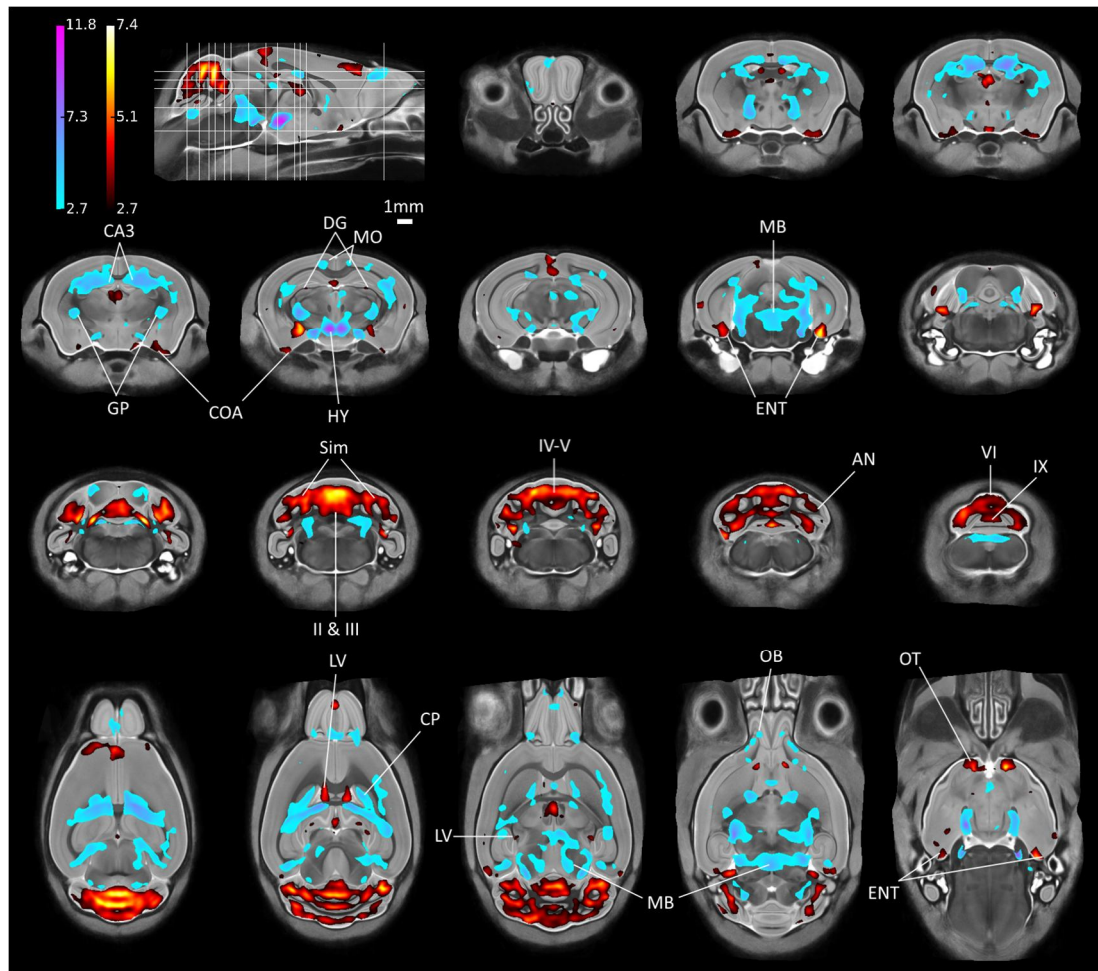 11.8 7.4
7.3 5.1
2.7 2.7
1mm
CA3 DG MO MB
GP COA HY ENT
Sim IV-V AN VI IX
II & III
LV CP OB OT
LV MB ENT